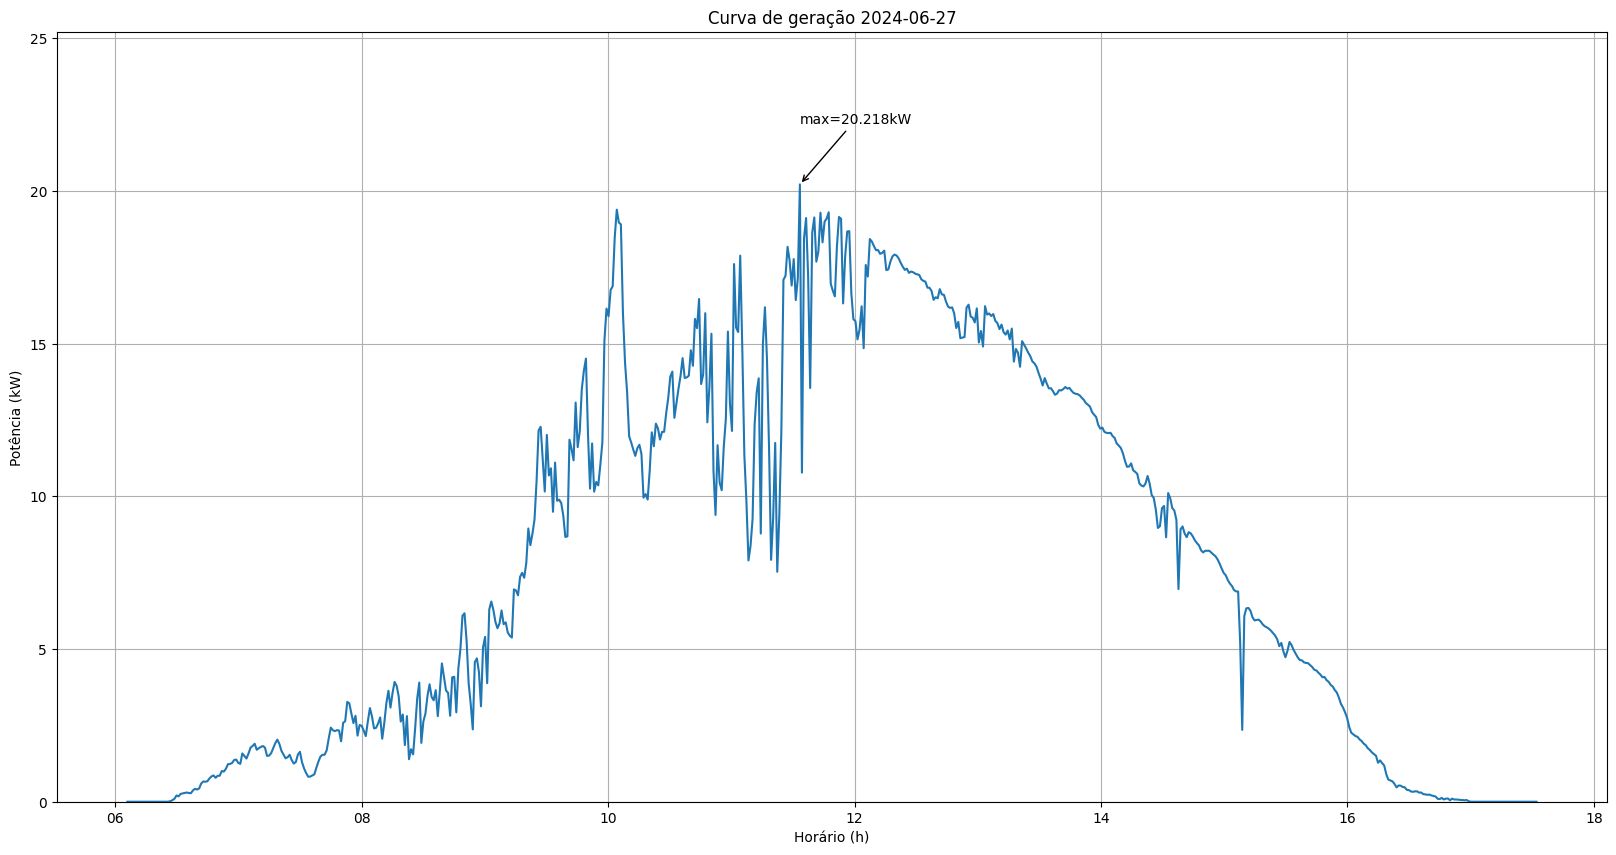 Curva de geração 2024-06-27
25
max=20.218kW
20
15
Potência (kW)
10
5
0
06 08 10 12 14 16 18
Horário (h)